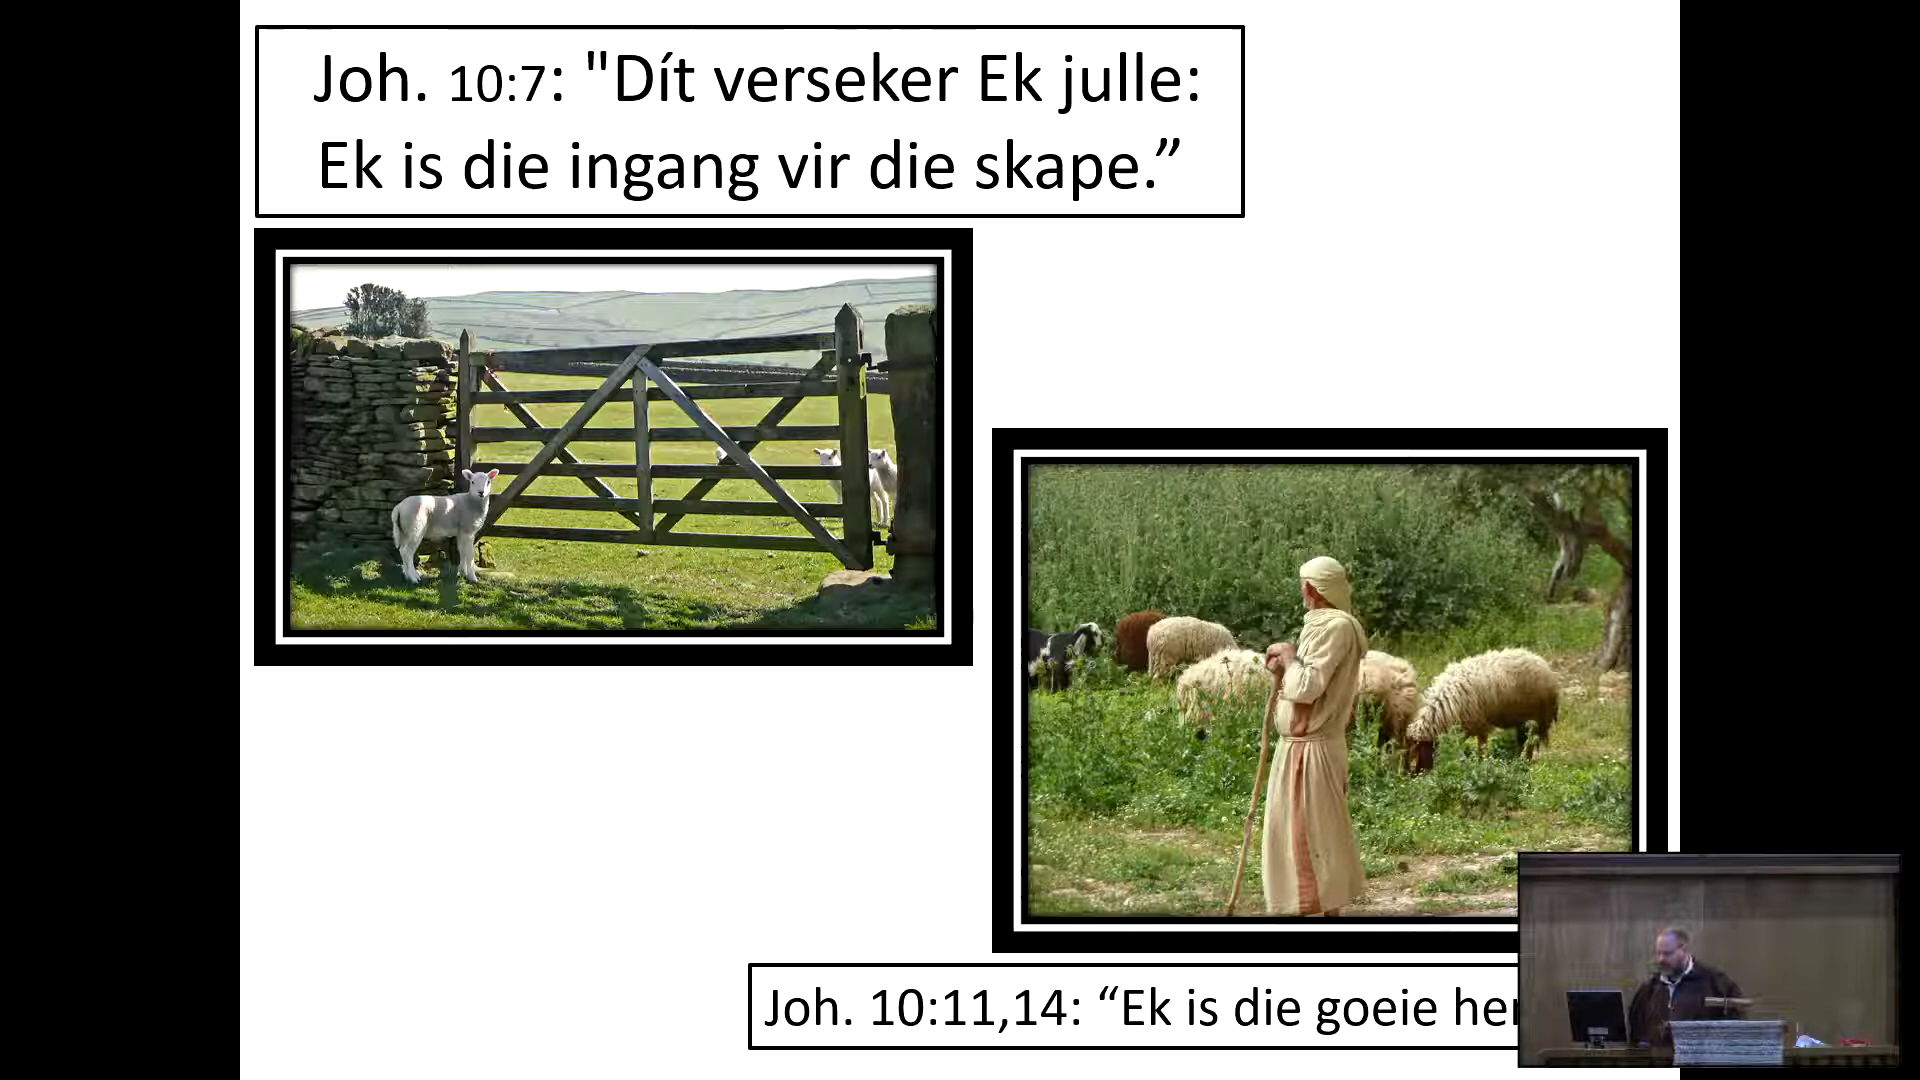 Joh. 10:7: "Dít verseker Ek julle:
Ek is die ingang vir die skape.”
Joh. 10:11,14: “Ek is die goeie